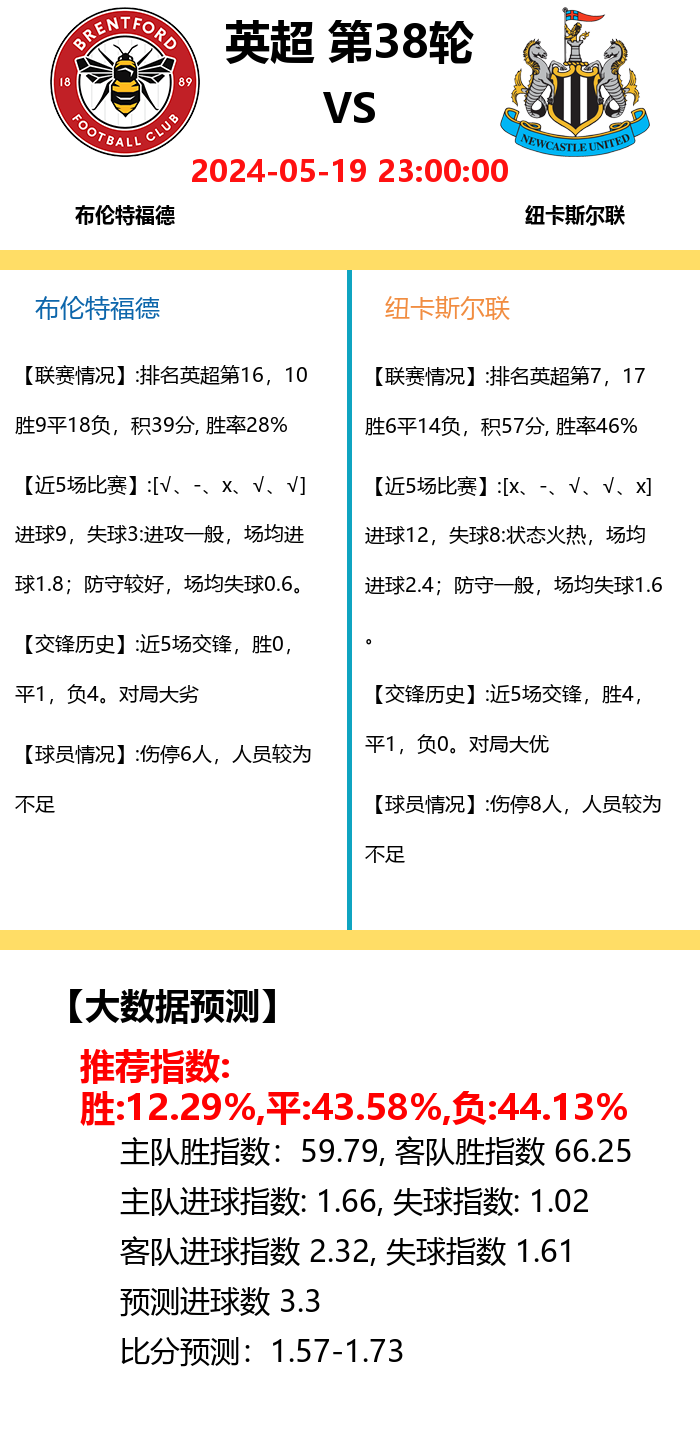 BRENTFORD
18 89
FOOTBALL CLUB
英超 第38轮
VS
NEWCASTLE UNITED
2024-05-19 23:00:00
布伦特福德
纽卡斯尔联
布伦特福德
【联赛情况】:排名英超第16，10
胜9平18负，积39分, 胜率28%
【近5场比赛】:[√、-、x、√、√]
进球9，失球3:进攻一般，场均进
球1.8；防守较好，场均失球0.6。
【交锋历史】:近5场交锋，胜0，
平1，负4。对局大劣
【球员情况】:伤停6人，人员较为
不足
纽卡斯尔联
【联赛情况】:排名英超第7，17
胜6平14负，积57分, 胜率46%
【近5场比赛】:[x、-、√、√、x]
进球12，失球8:状态火热，场均
进球2.4；防守一般，场均失球1.6
。
【交锋历史】:近5场交锋，胜4，
平1，负0。对局大优
【球员情况】:伤停8人，人员较为
不足
【大数据预测】
推荐指数:
胜:12.29%,平:43.58%,负:44.13%
主队胜指数：59.79, 客队胜指数 66.25
主队进球指数: 1.66, 失球指数: 1.02
客队进球指数 2.32, 失球指数 1.61
预测进球数 3.3
比分预测：1.57-1.73